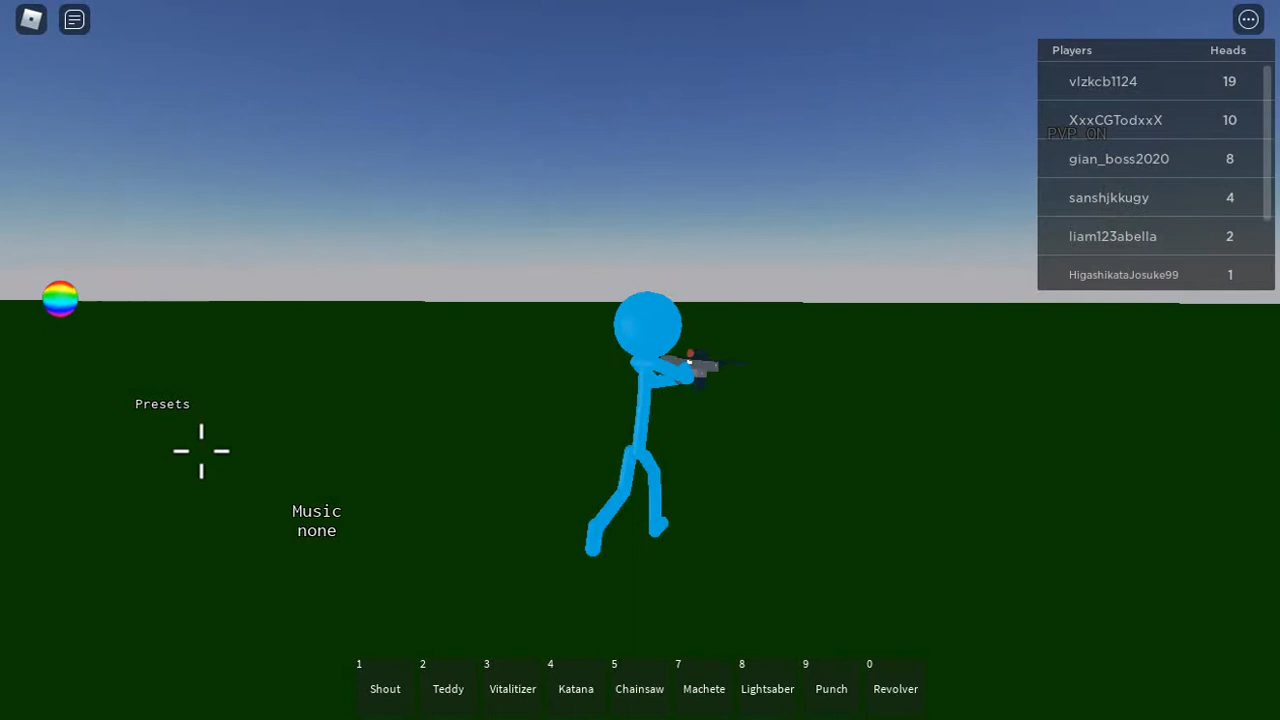 Players Heads
vlzkcb1124 19
XxxCGTodxxX 10
PVP ON
gian_boss2020 8
sanshjkkugy 4
liam123abella 2
HigashikataJosuke99 1
Presets
Music
none
1 2 3 4 5 7 8 9 0
Shout Teddy Vitalitizer Katana Chainsaw Machete Lightsaber Punch Revolver